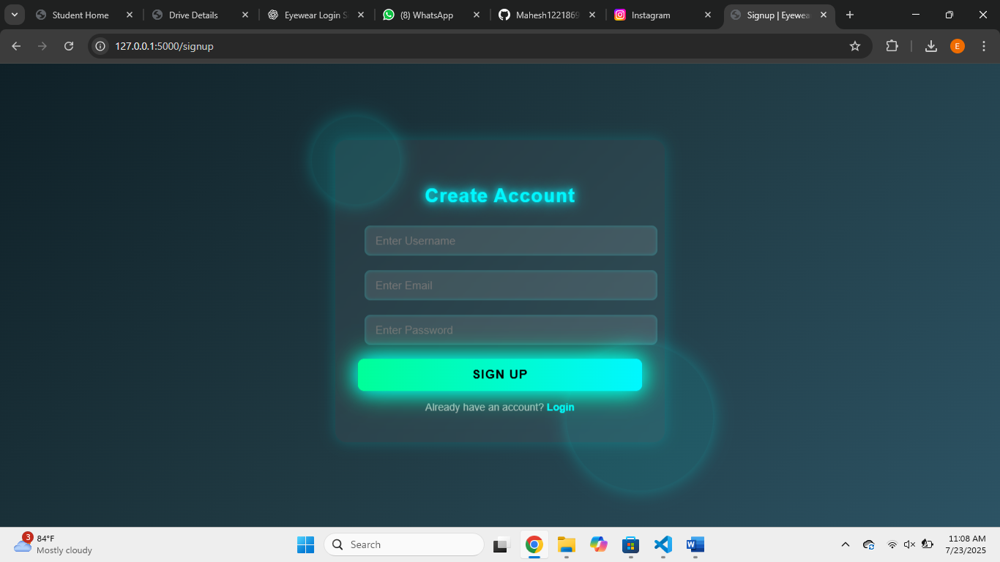 Student Home
Drive Details
Eyewear Login S
(8) WhatsApp
Mahesh1221869
Instagram
Signup | Eyewear
127.0.0.1:5000/signup
E
Create Account
Enter Username
Enter Email
Enter Password
SIGN UP
Already have an account? Login
3
84°F
Mostly cloudy
Search
11:08 AM
7/23/2025